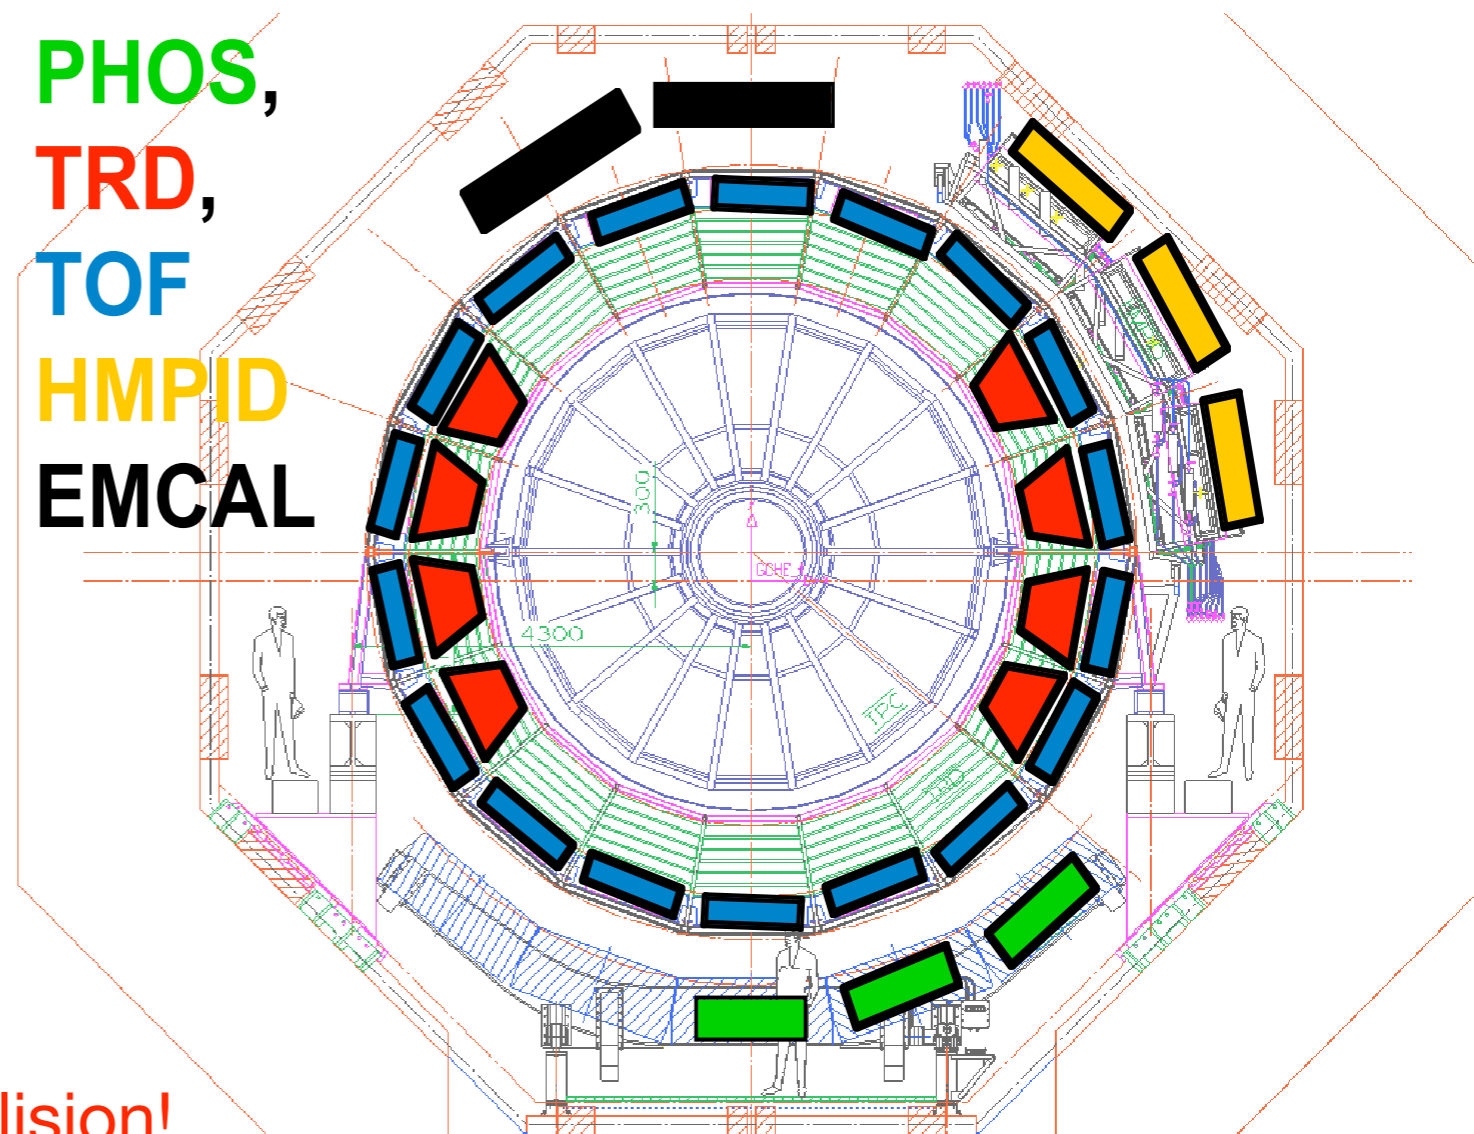 PHOS,
TRD,
TOF
HMPID
EMCAL
300
4300
TPC
TRD
lision!